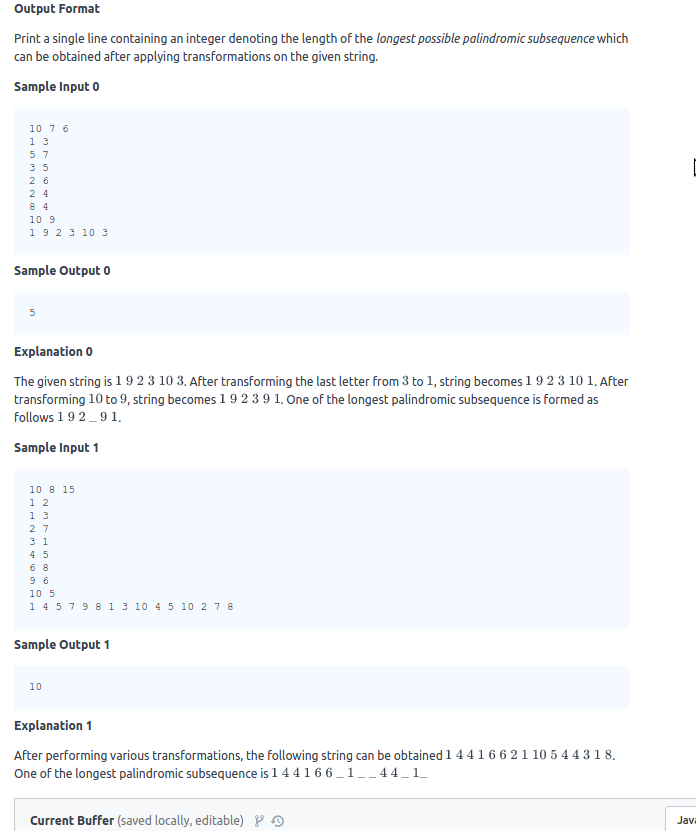 Output Format
Print a single line containing an integer denoting the length of the longest possible palindromic subsequence which
can be obtained after applying transformations on the given string.
Sample Input 0
10 7 6
1 3
5 7
3 5
2 6
2 4
8 4
10 9
1 9 2 3 10 3
Sample Output 0
5
Explanation 0
The given string is 1 9 2 3 10 3. After transforming the last letter from 3 to 1, string becomes 1 9 2 3 10 1. After
transforming 10 to 9, string becomes 1 9 2 3 9 1. One of the longest palindromic subsequence is formed as
follows 1 9 2 _ 9 1.
Sample Input 1
10 8 15
1 2
1 3
2 7
3 1
4 5
6 8
9 6
10 5
1 4 5 7 9 8 1 3 10 4 5 10 2 7 8
Sample Output 1
10
Explanation 1
After performing various transformations, the following string can be obtained 1 4 4 1 6 6 2 1 10 5 4 4 3 1 8.
One of the longest palindromic subsequence is 1 4 4 1 6 6 _ 1 _ _ 4 4 _ 1_
Current Buffer (saved locally, editable)
Java